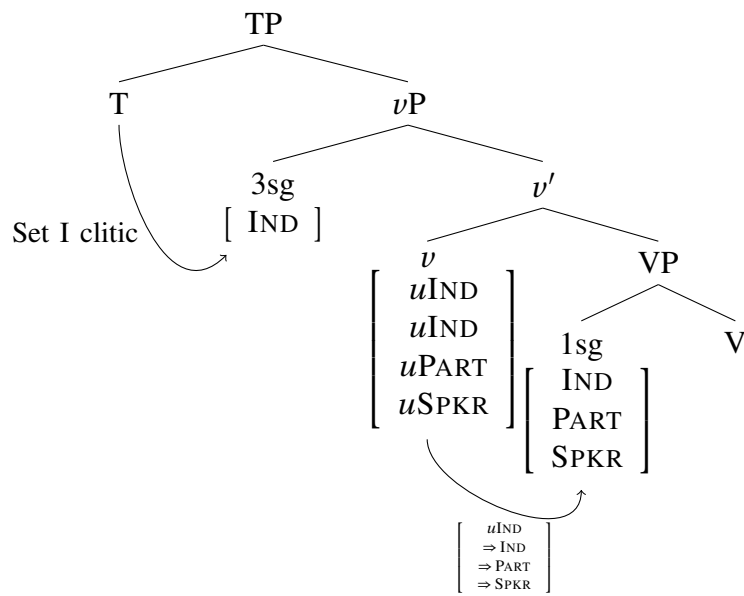 TP
T vP
3sg
[ IND ]
v′
Set I clitic
v VP
uIND
uIND
uPART
uSPKR
1sg V
IND
PART
SPKR
uIND
⇒ IND
⇒ PART
⇒ SPKR